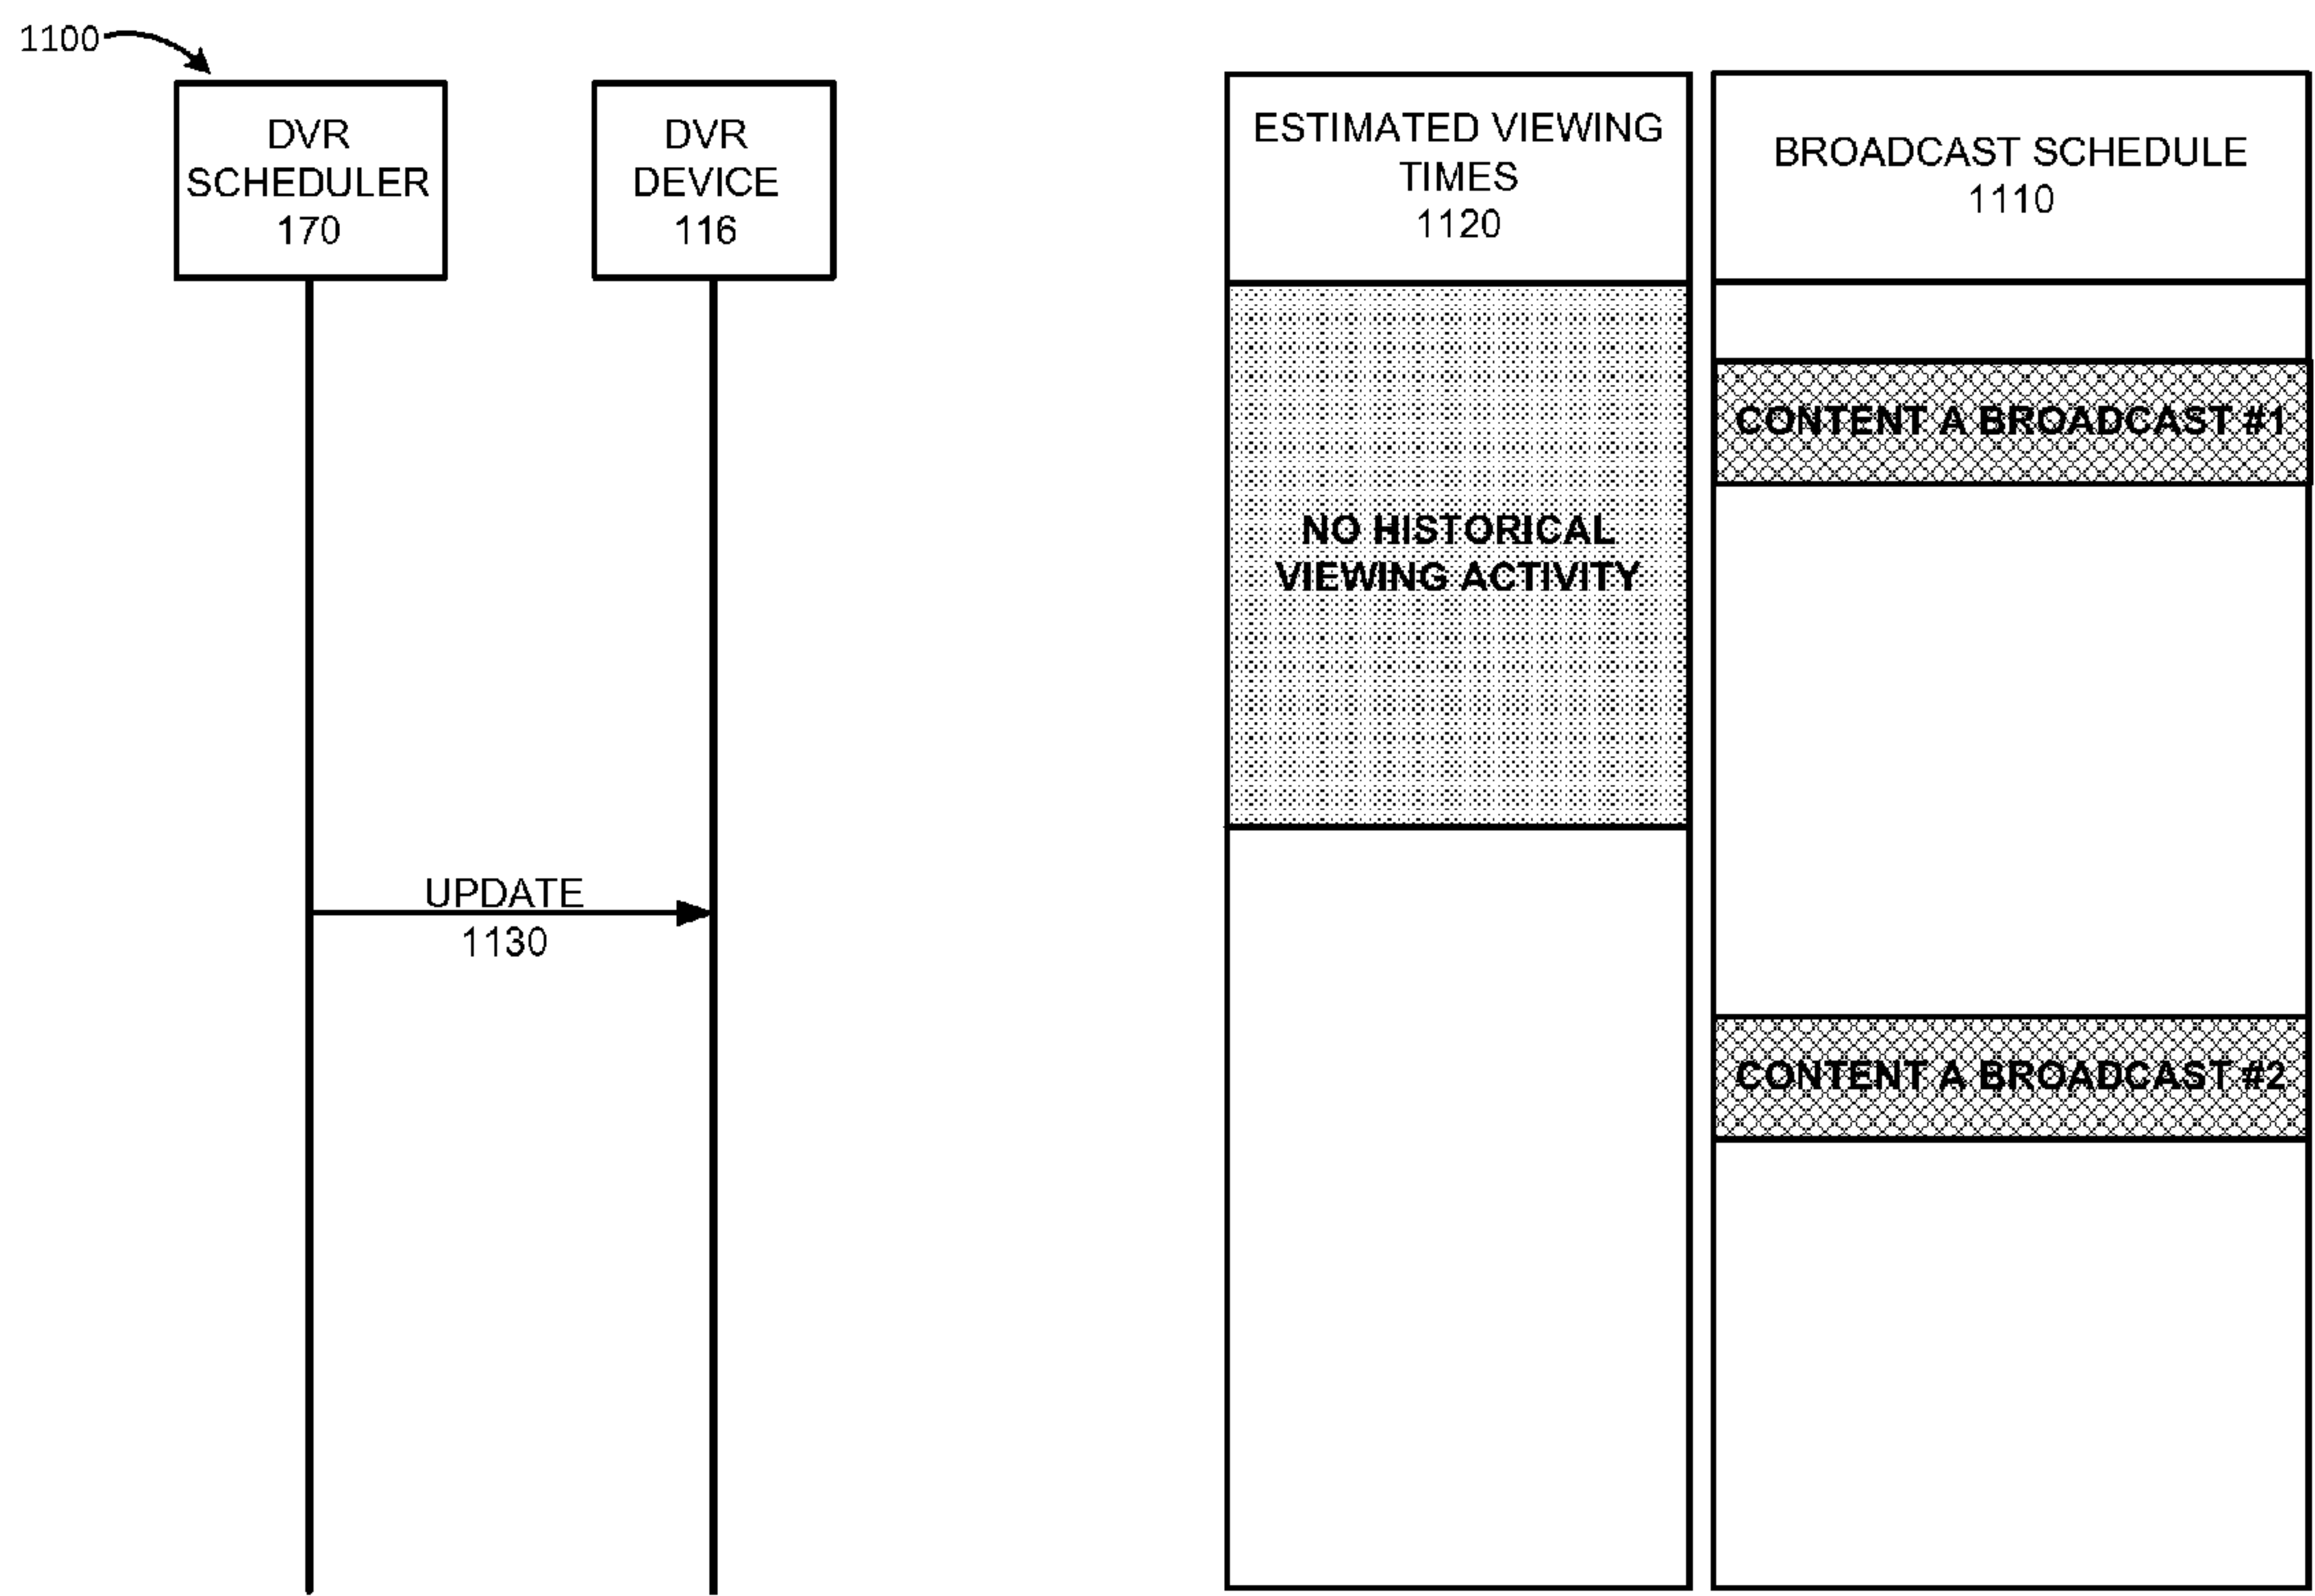 1100
DVR
SCHEDULER
170
DVR
DEVICE
116
ESTIMATED VIEWING
TIMES
1120
BROADCAST SCHEDULE
1110
CONTENT A BROADCAST #1
NO HISTORICAL
VIEWING ACTIVITY
UPDATE
1130
CONTENT A BROADCAST #2